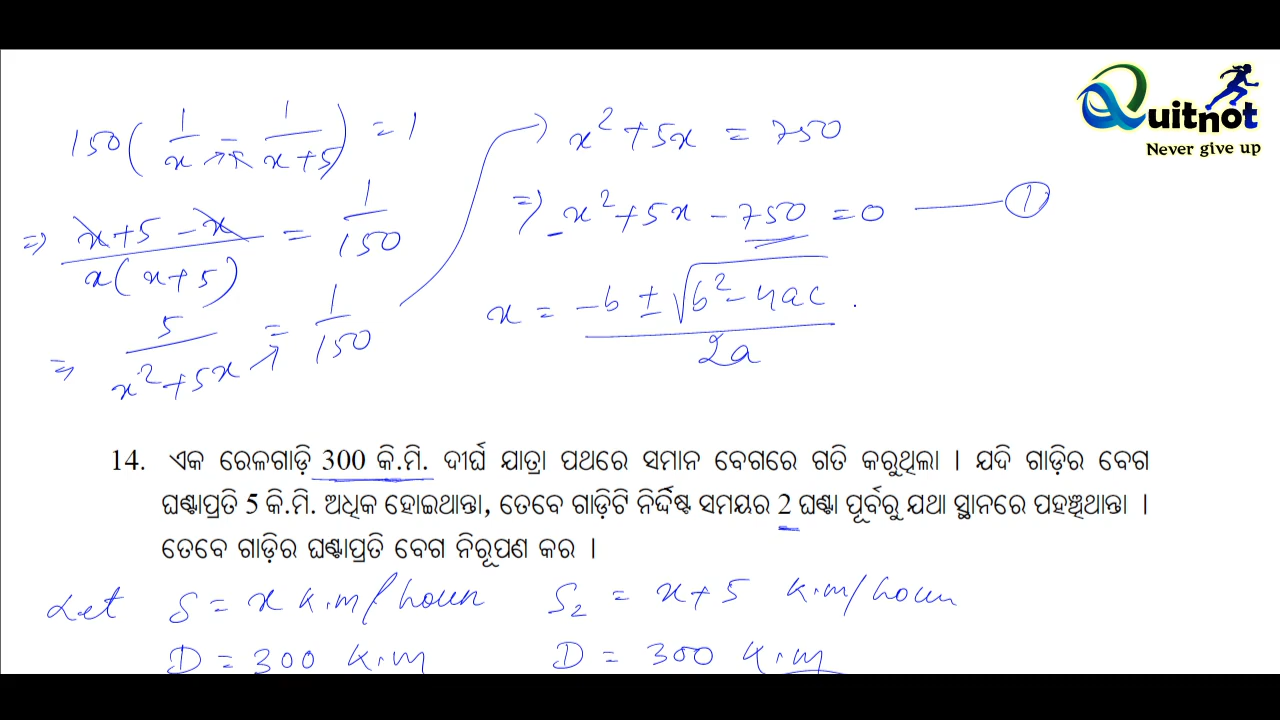 Quitnot
Never give up
150(1/x - 1/(x+5)) = 1
⇒ (x+5-x)/(x(x+5)) = 1/150
⇒ 5/(x²+5x) = 1/150
⇒ x²+5x = 750
⇒ x²+5x-750 = 0 —— ①
x = (-b ± √(b²-4ac))/2a
14. ଏକ ରେଳଗାଡ଼ି 300 କି.ମି. ଦୀର୍ଘ ଯାତ୍ରା ପଥରେ ସମାନ ବେଗରେ ଗତି କରୁଥିଲା । ଯଦି ଗାଡ଼ିର ବେଗ
ଘଣ୍ଟାପ୍ରତି 5 କି.ମି. ଅଧିକ ହୋଇଥାନ୍ତା, ତେବେ ଗାଡ଼ିଟି ନିର୍ଦ୍ଦିଷ୍ଟ ସମୟର 2 ଘଣ୍ଟା ପୂର୍ବରୁ ଯଥା ସ୍ଥାନରେ ପହଞ୍ଚିଥାନ୍ତା ।
ତେବେ ଗାଡ଼ିର ଘଣ୍ଟାପ୍ରତି ବେଗ ନିରୂପଣ କର ।
Let S = x K.m/hour S₂ = x+5 K.m/hour
D = 300 K.m D = 300 K.m